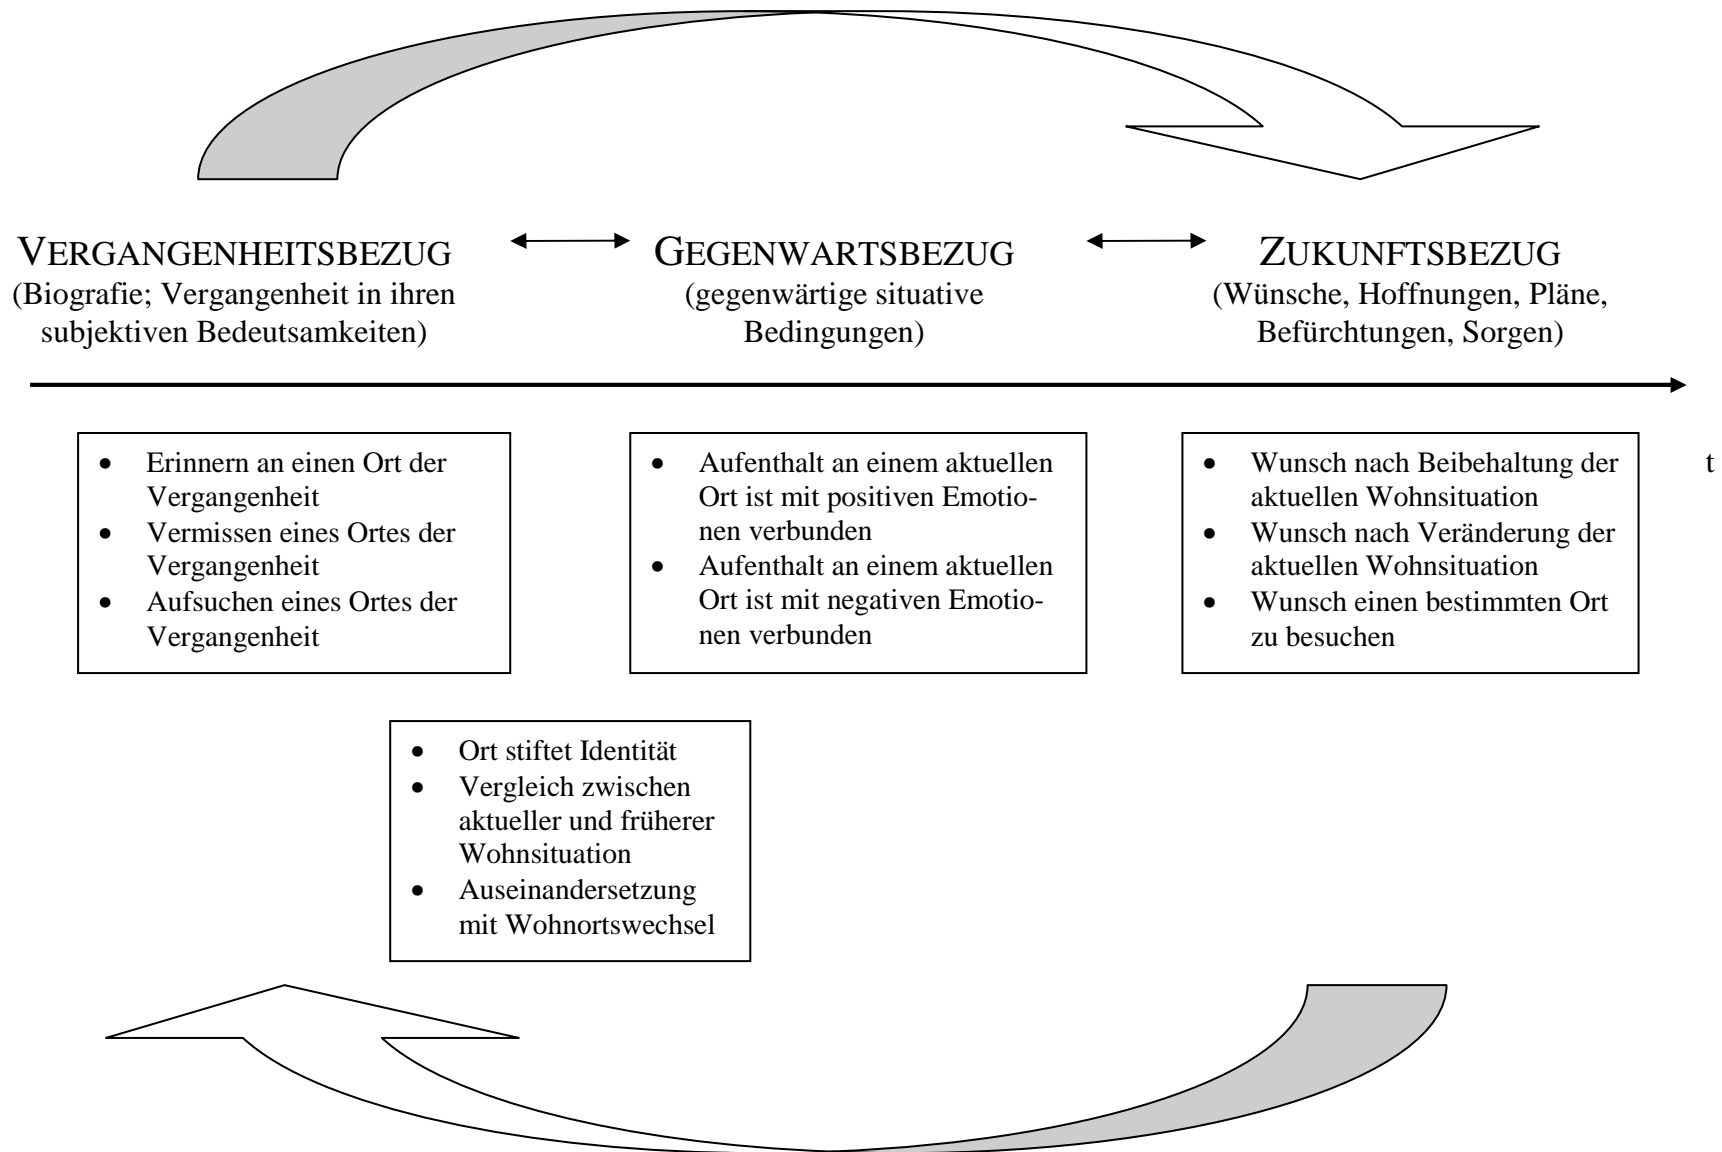 VERGANGENHEITSBEZUG
(Biografie; Vergangenheit in ihren
subjektiven Bedeutsamkeiten)
GEGENWARTSBEZUG
(gegenwärtige situative
Bedingungen)
ZUKUNFTSBEZUG
(Wünsche, Hoffnungen, Pläne,
Befürchtungen, Sorgen)
• Erinnern an einen Ort der
Vergangenheit
• Vermissen eines Ortes der
Vergangenheit
• Aufsuchen eines Ortes der
Vergangenheit
• Aufenthalt an einem aktuellen
Ort ist mit positiven Emotio-
nen verbunden
• Aufenthalt an einem aktuellen
Ort ist mit negativen Emotio-
nen verbunden
• Wunsch nach Beibehaltung der
aktuellen Wohnsituation
• Wunsch nach Veränderung der
aktuellen Wohnsituation
• Wunsch einen bestimmten Ort
zu besuchen
t
• Ort stiftet Identität
• Vergleich zwischen
aktueller und früherer
Wohnsituation
• Auseinandersetzung
mit Wohnortswechsel